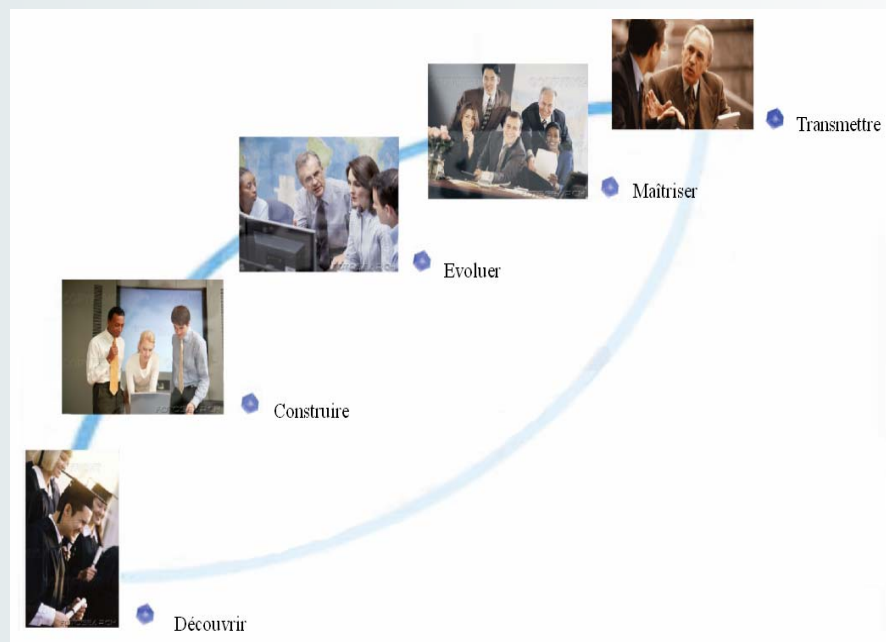 Transmettre
Maîtriser
Evoluer
Construire
Découvrir